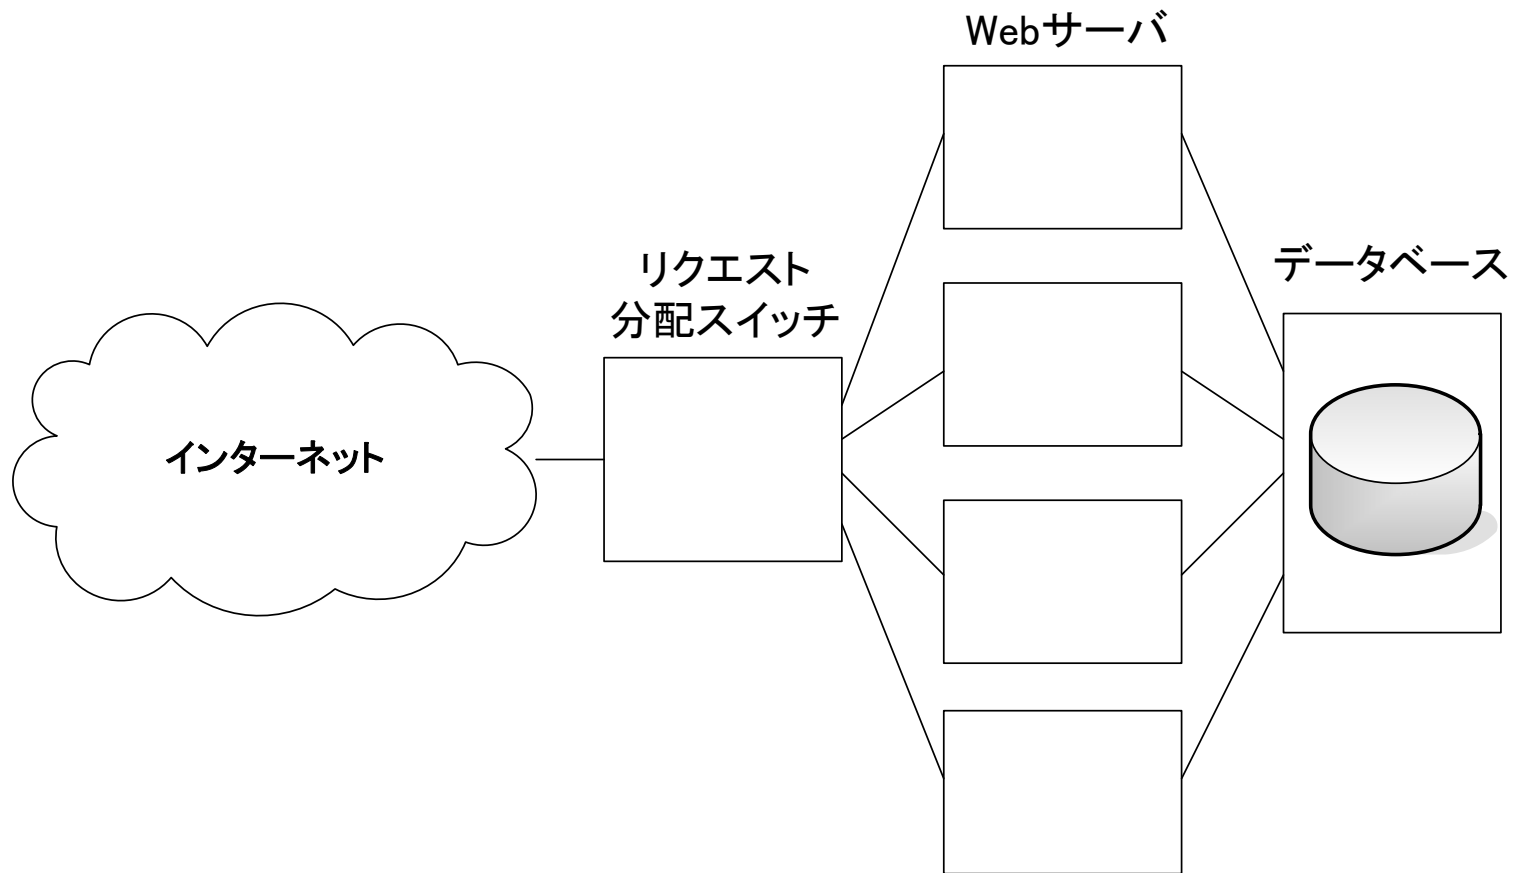 Webサーバ
リクエスト
分配スイッチ
データベース
インターネット